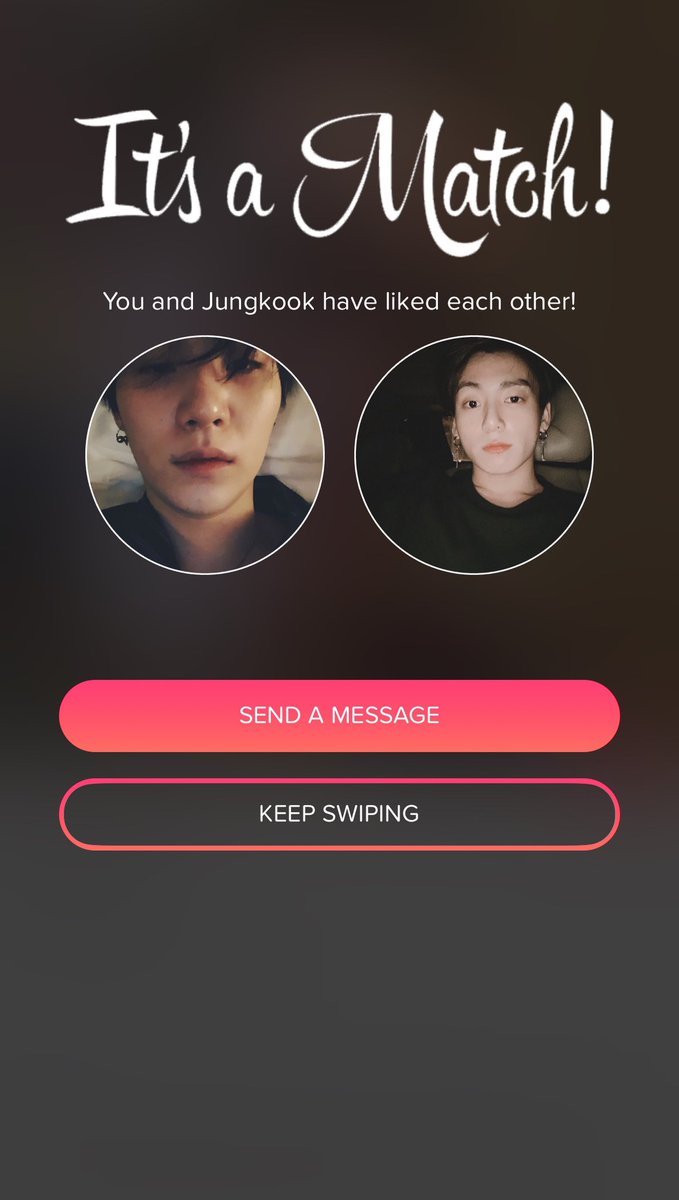 It's a Match!
You and Jungkook have liked each other!
SEND A MESSAGE
KEEP SWIPING